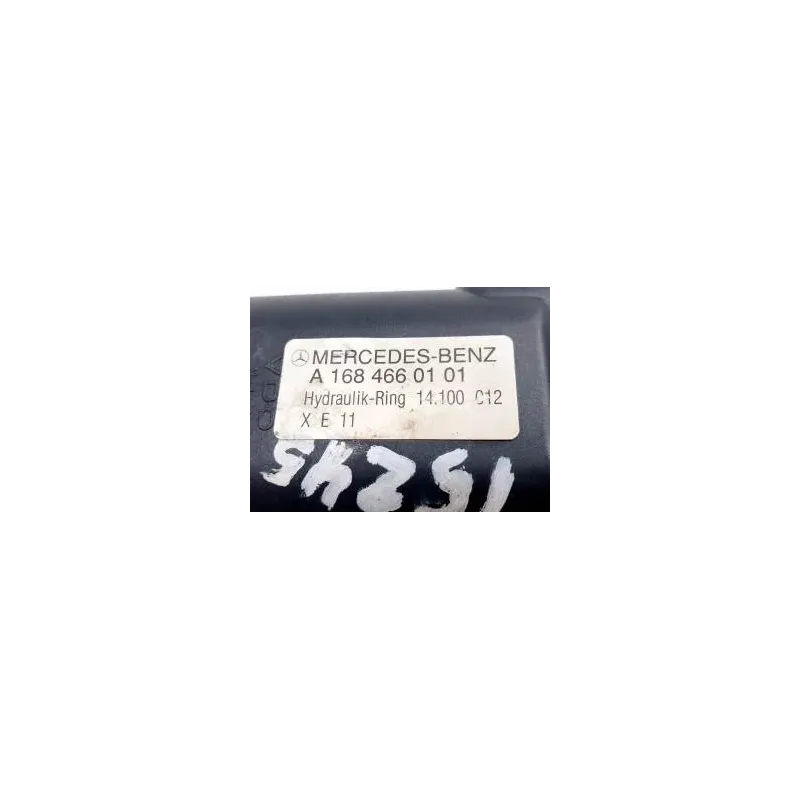 MERCEDES-BENZ
A 168 466 01 01
Hydraulik-Ring 14.100 C12
X E 11